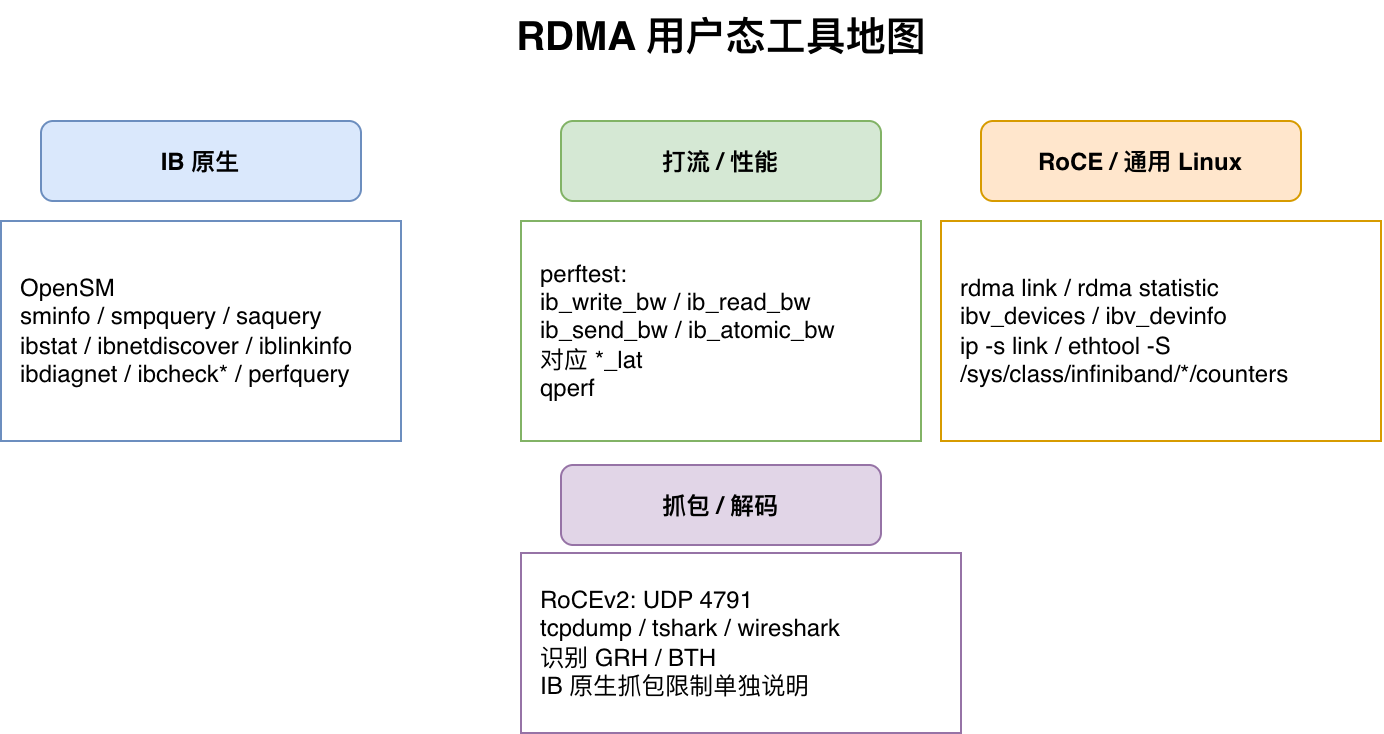 RDMA 用户态工具地图
IB 原生
OpenSM
sminfo / smpquery / saquery
ibstat / ibnetdiscover / iblinkinfo
ibdiagnet / ibcheck* / perfquery
打流 / 性能
perftest:
ib_write_bw / ib_read_bw
ib_send_bw / ib_atomic_bw
对应 *_lat
qperf
RoCE / 通用 Linux
rdma link / rdma statistic
ibv_devices / ibv_devinfo
ip -s link / ethtool -S
/sys/class/infiniband/*/counters
抓包 / 解码
RoCEv2: UDP 4791
tcpdump / tshark / wireshark
识别 GRH / BTH
IB 原生抓包限制单独说明